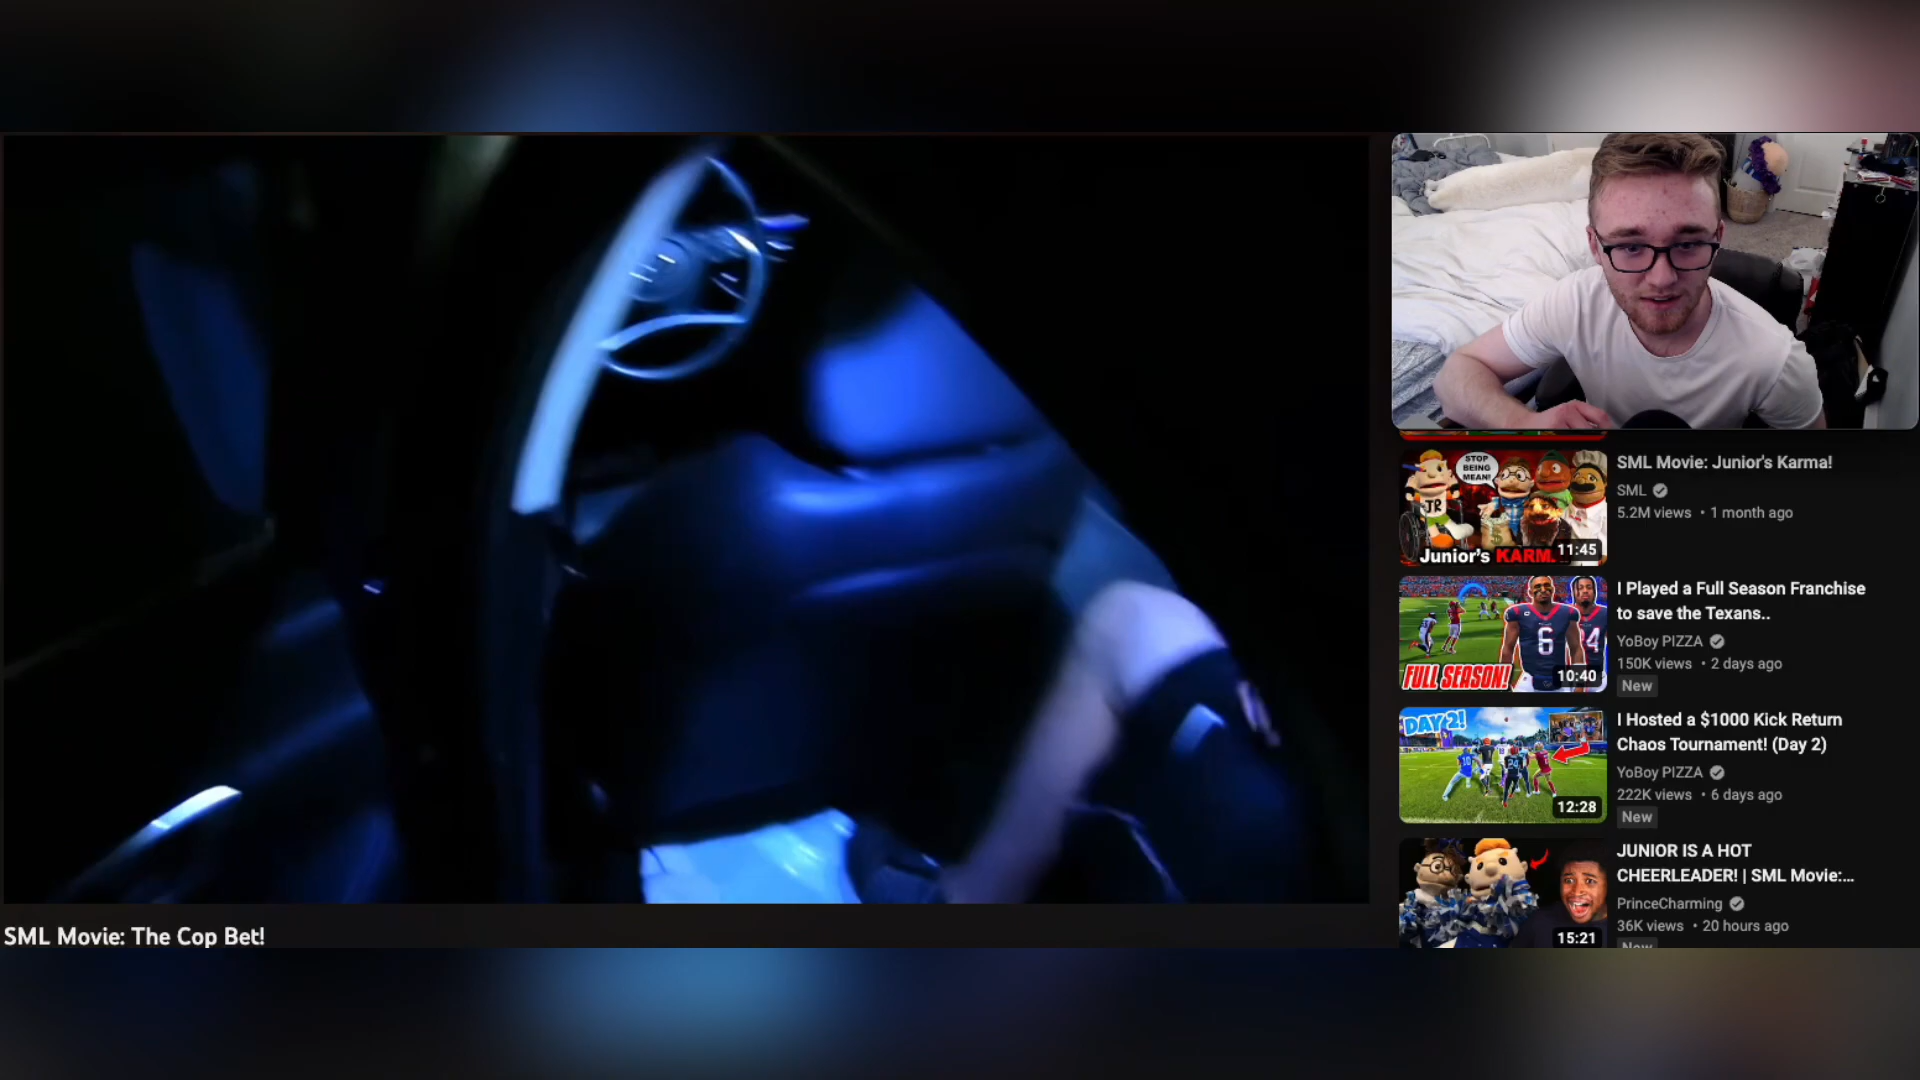 SML Movie: The Cop Bet!
STOP
BEING
MEAN!
JR
Junior's KARM
11:45
SML Movie: Junior's Karma!
SML
5.2M views • 1 month ago
6
4
FULL SEASON!
10:40
I Played a Full Season Franchise
to save the Texans..
YoBoy PIZZA
150K views • 2 days ago
New
DAY 2!
12:28
I Hosted a $1000 Kick Return
Chaos Tournament! (Day 2)
YoBoy PIZZA
222K views • 6 days ago
New
15:21
JUNIOR IS A HOT
CHEERLEADER! | SML Movie:...
PrinceCharming
36K views • 20 hours ago
New